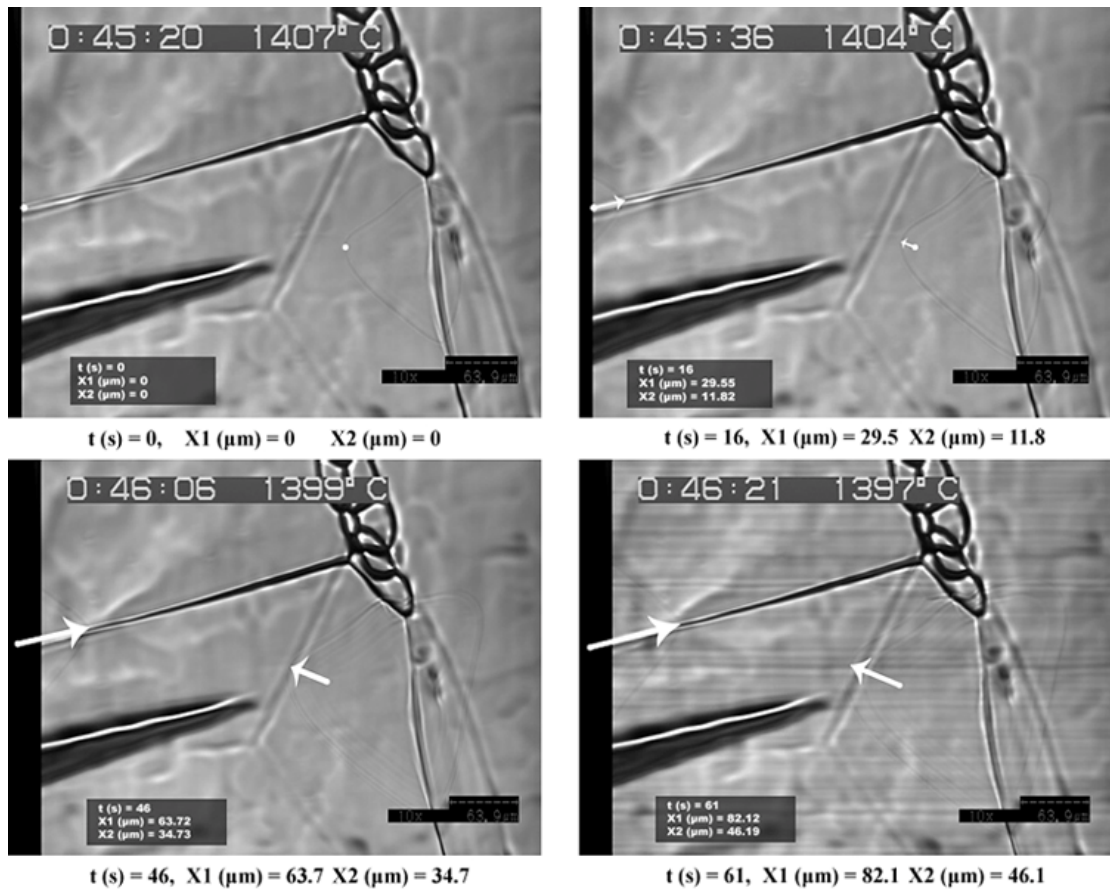 0:45:20 1407°C
t (s) = 0
X1 (μm) = 0
X2 (μm) = 0
10x 63.9μm
t (s) = 0, X1 (μm) = 0 X2 (μm) = 0
0:45:36 1404°C
t (s) = 16
X1 (μm) = 29.55
X2 (μm) = 11.82
10x 63.9μm
t (s) = 16, X1 (μm) = 29.5 X2 (μm) = 11.8
0:46:06 1399°C
t (s) = 46
X1 (μm) = 63.72
X2 (μm) = 34.73
10x 63.9μm
t (s) = 46, X1 (μm) = 63.7 X2 (μm) = 34.7
0:46:21 1397°C
t (s) = 61
X1 (μm) = 82.12
X2 (μm) = 46.19
10x 63.9μm
t (s) = 61, X1 (μm) = 82.1 X2 (μm) = 46.1